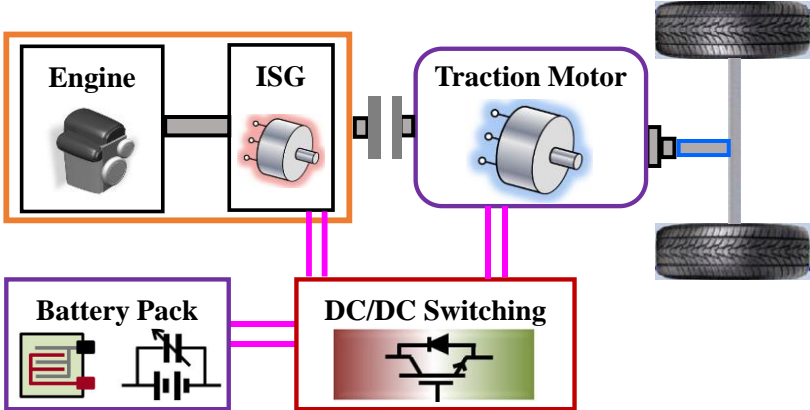 Engine
ISG
Traction Motor
Battery Pack
DC/DC Switching